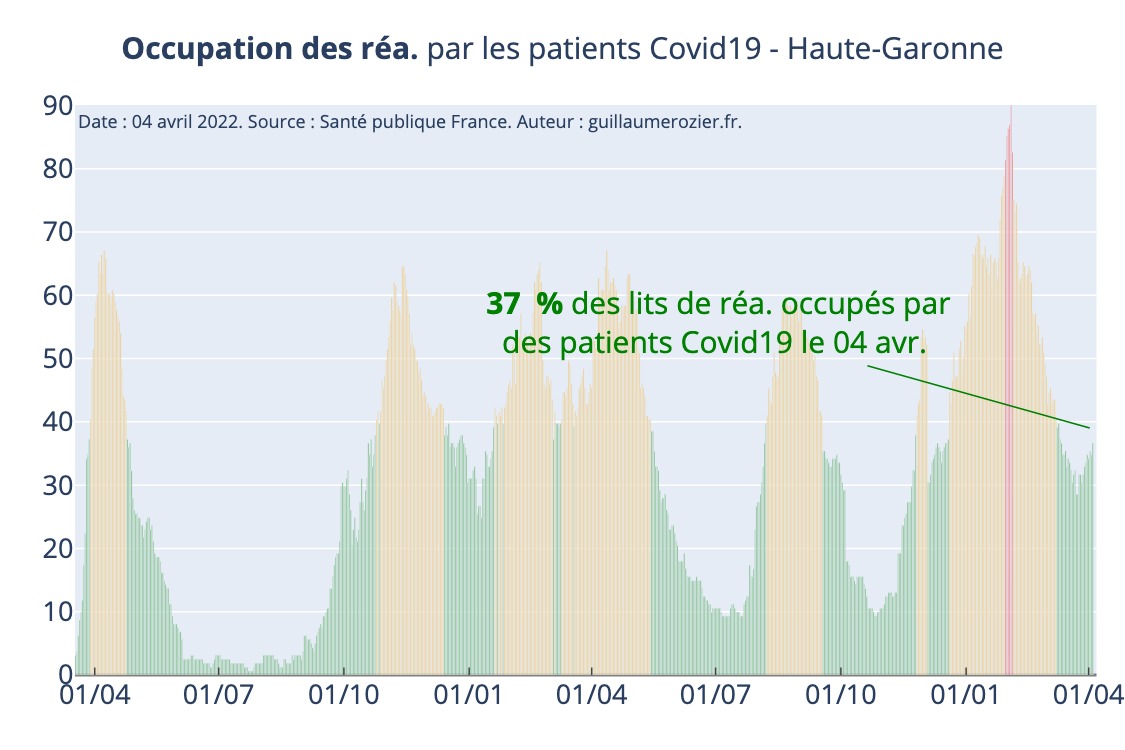 Occupation des réa. par les patients Covid19 - Haute-Garonne
90
Date : 04 avril 2022. Source : Santé publique France. Auteur : guillaumerozier.fr.
80
70
60
37 % des lits de réa. occupés par
des patients Covid19 le 04 avr.
50
40
30
20
10
0
01/04 01/07 01/10 01/01 01/04 01/07 01/10 01/01 01/04